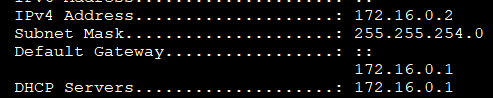 IPv4 Address......................: 172.16.0.2
Subnet Mask.......................: 255.255.254.0
Default Gateway...................: ::
172.16.0.1
DHCP Servers......................: 172.16.0.1